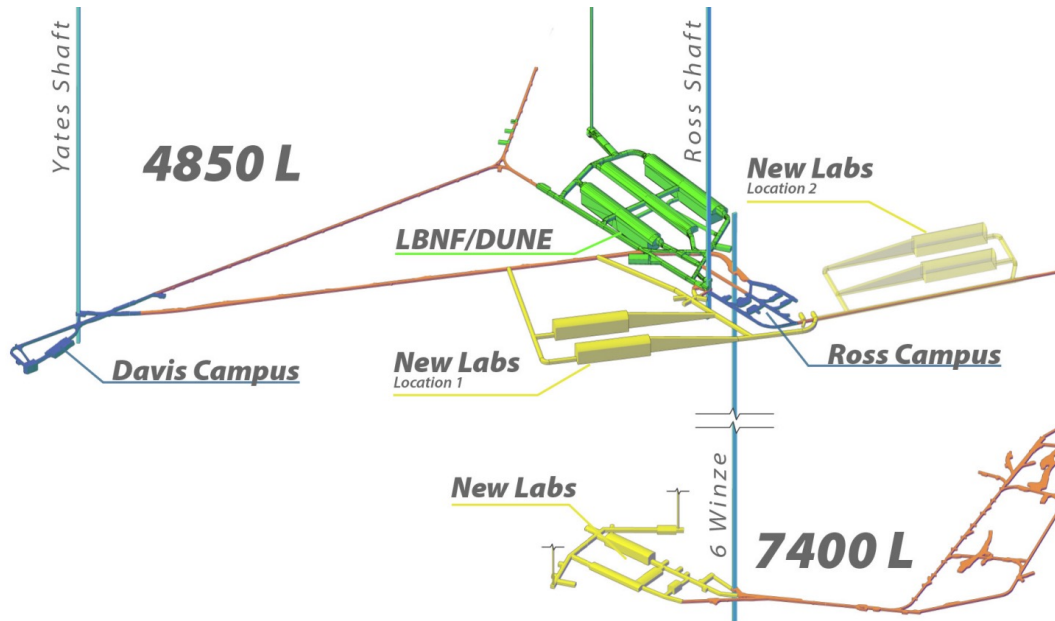 Yates Shaft
4850 L
Ross Shaft
New Labs
Location 2
LBNF/DUNE
Davis Campus
New Labs
Location 1
Ross Campus
New Labs
6 Winze
7400 L